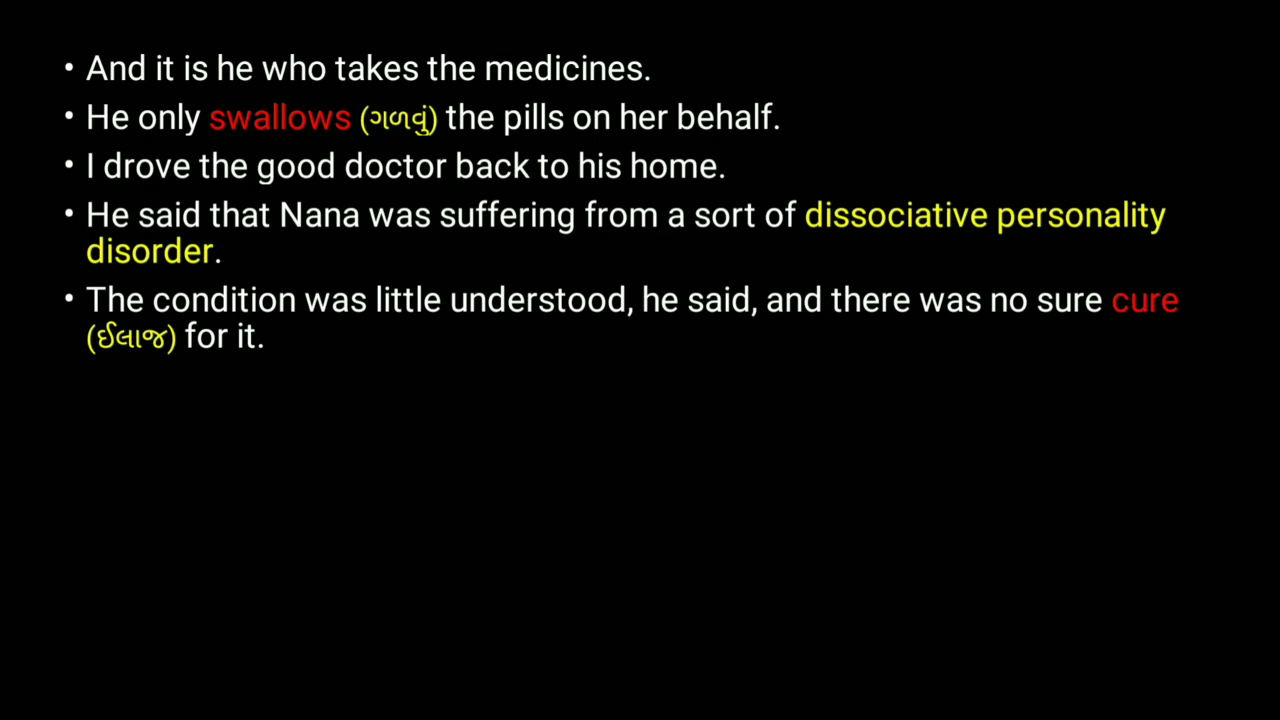 • And it is he who takes the medicines.
• He only swallows (ગળવું) the pills on her behalf.
• I drove the good doctor back to his home.
• He said that Nana was suffering from a sort of dissociative personality
disorder.
• The condition was little understood, he said, and there was no sure cure
(ઈલાજ) for it.